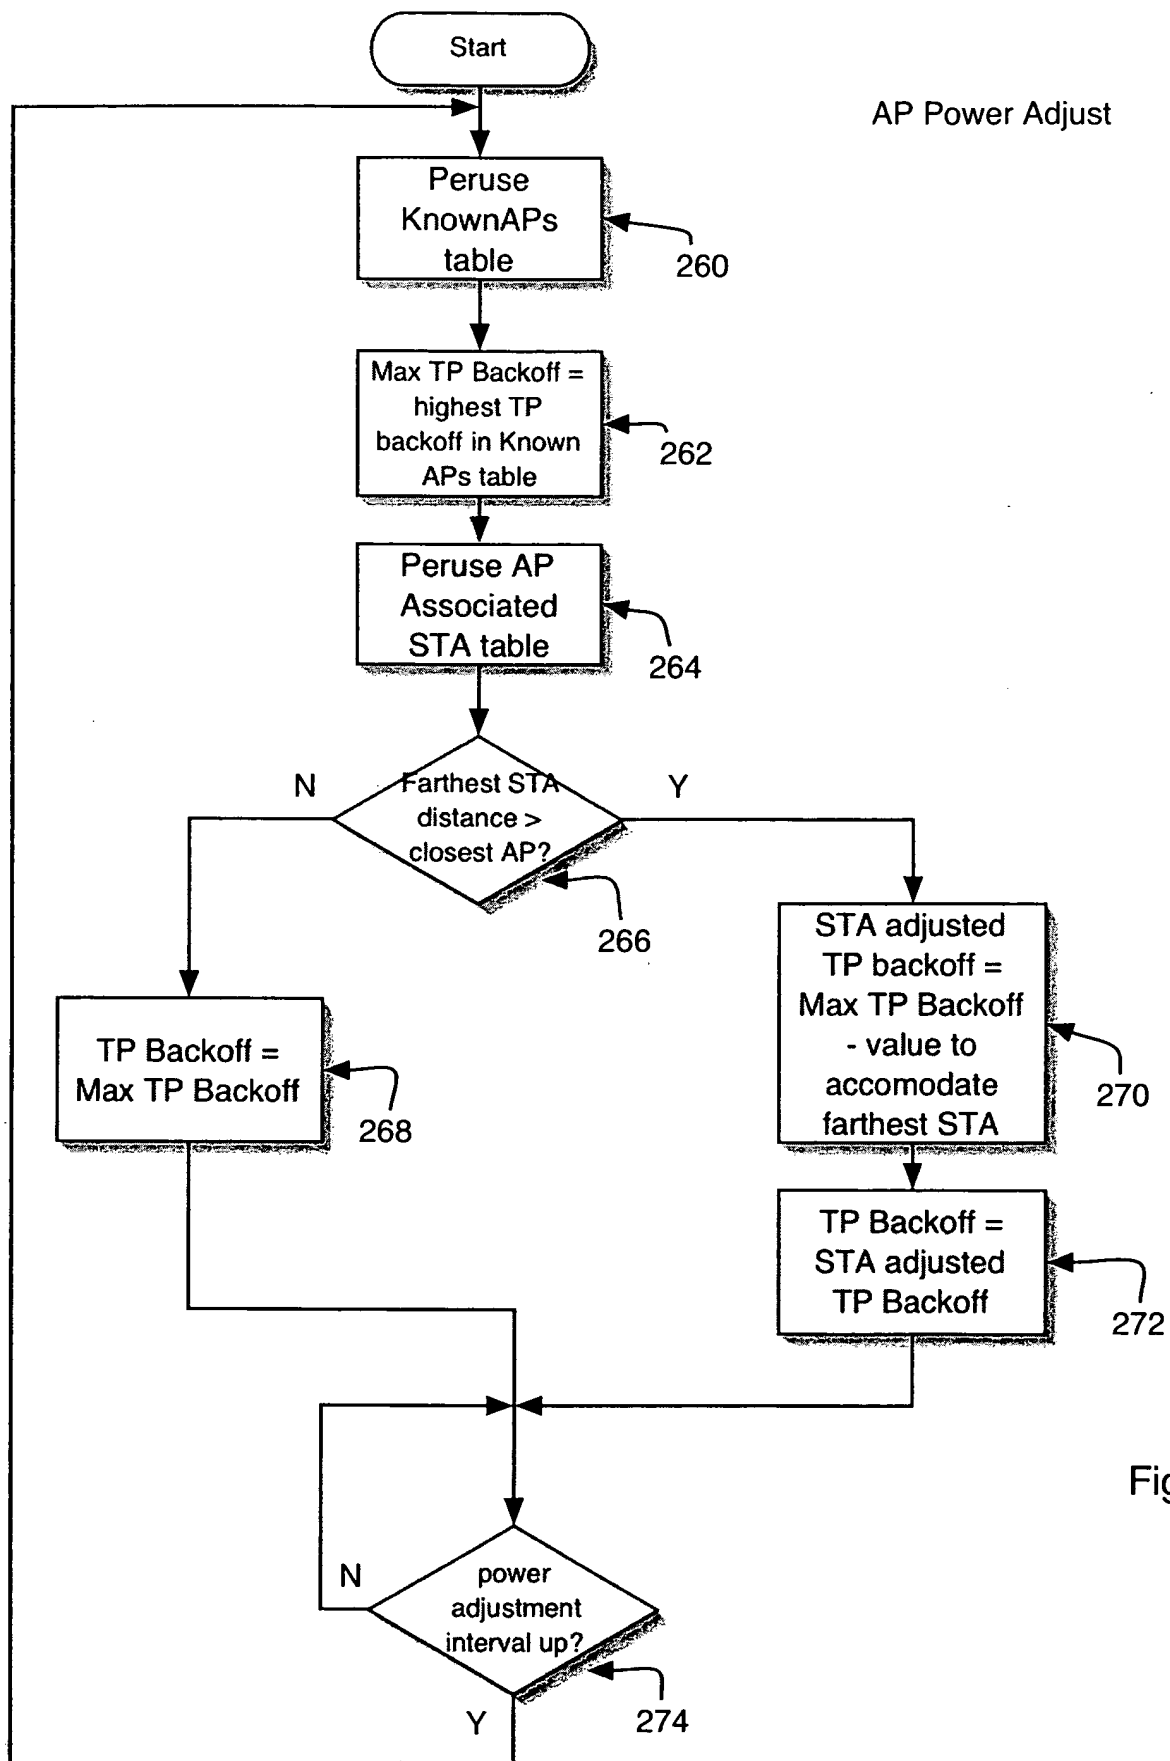 Start
AP Power Adjust
Peruse
KnownAPs
table
260
Max TP Backoff =
highest TP
backoff in Known
APs table
262
Peruse AP
Associated
STA table
264
N
Farthest STA
distance >
closest AP?
Y
266
STA adjusted
TP backoff =
Max TP Backoff
- value to
accomodate
farthest STA
270
TP Backoff =
Max TP Backoff
268
TP Backoff =
STA adjusted
TP Backoff
272
Fig
N
power
adjustment
interval up?
Y
274